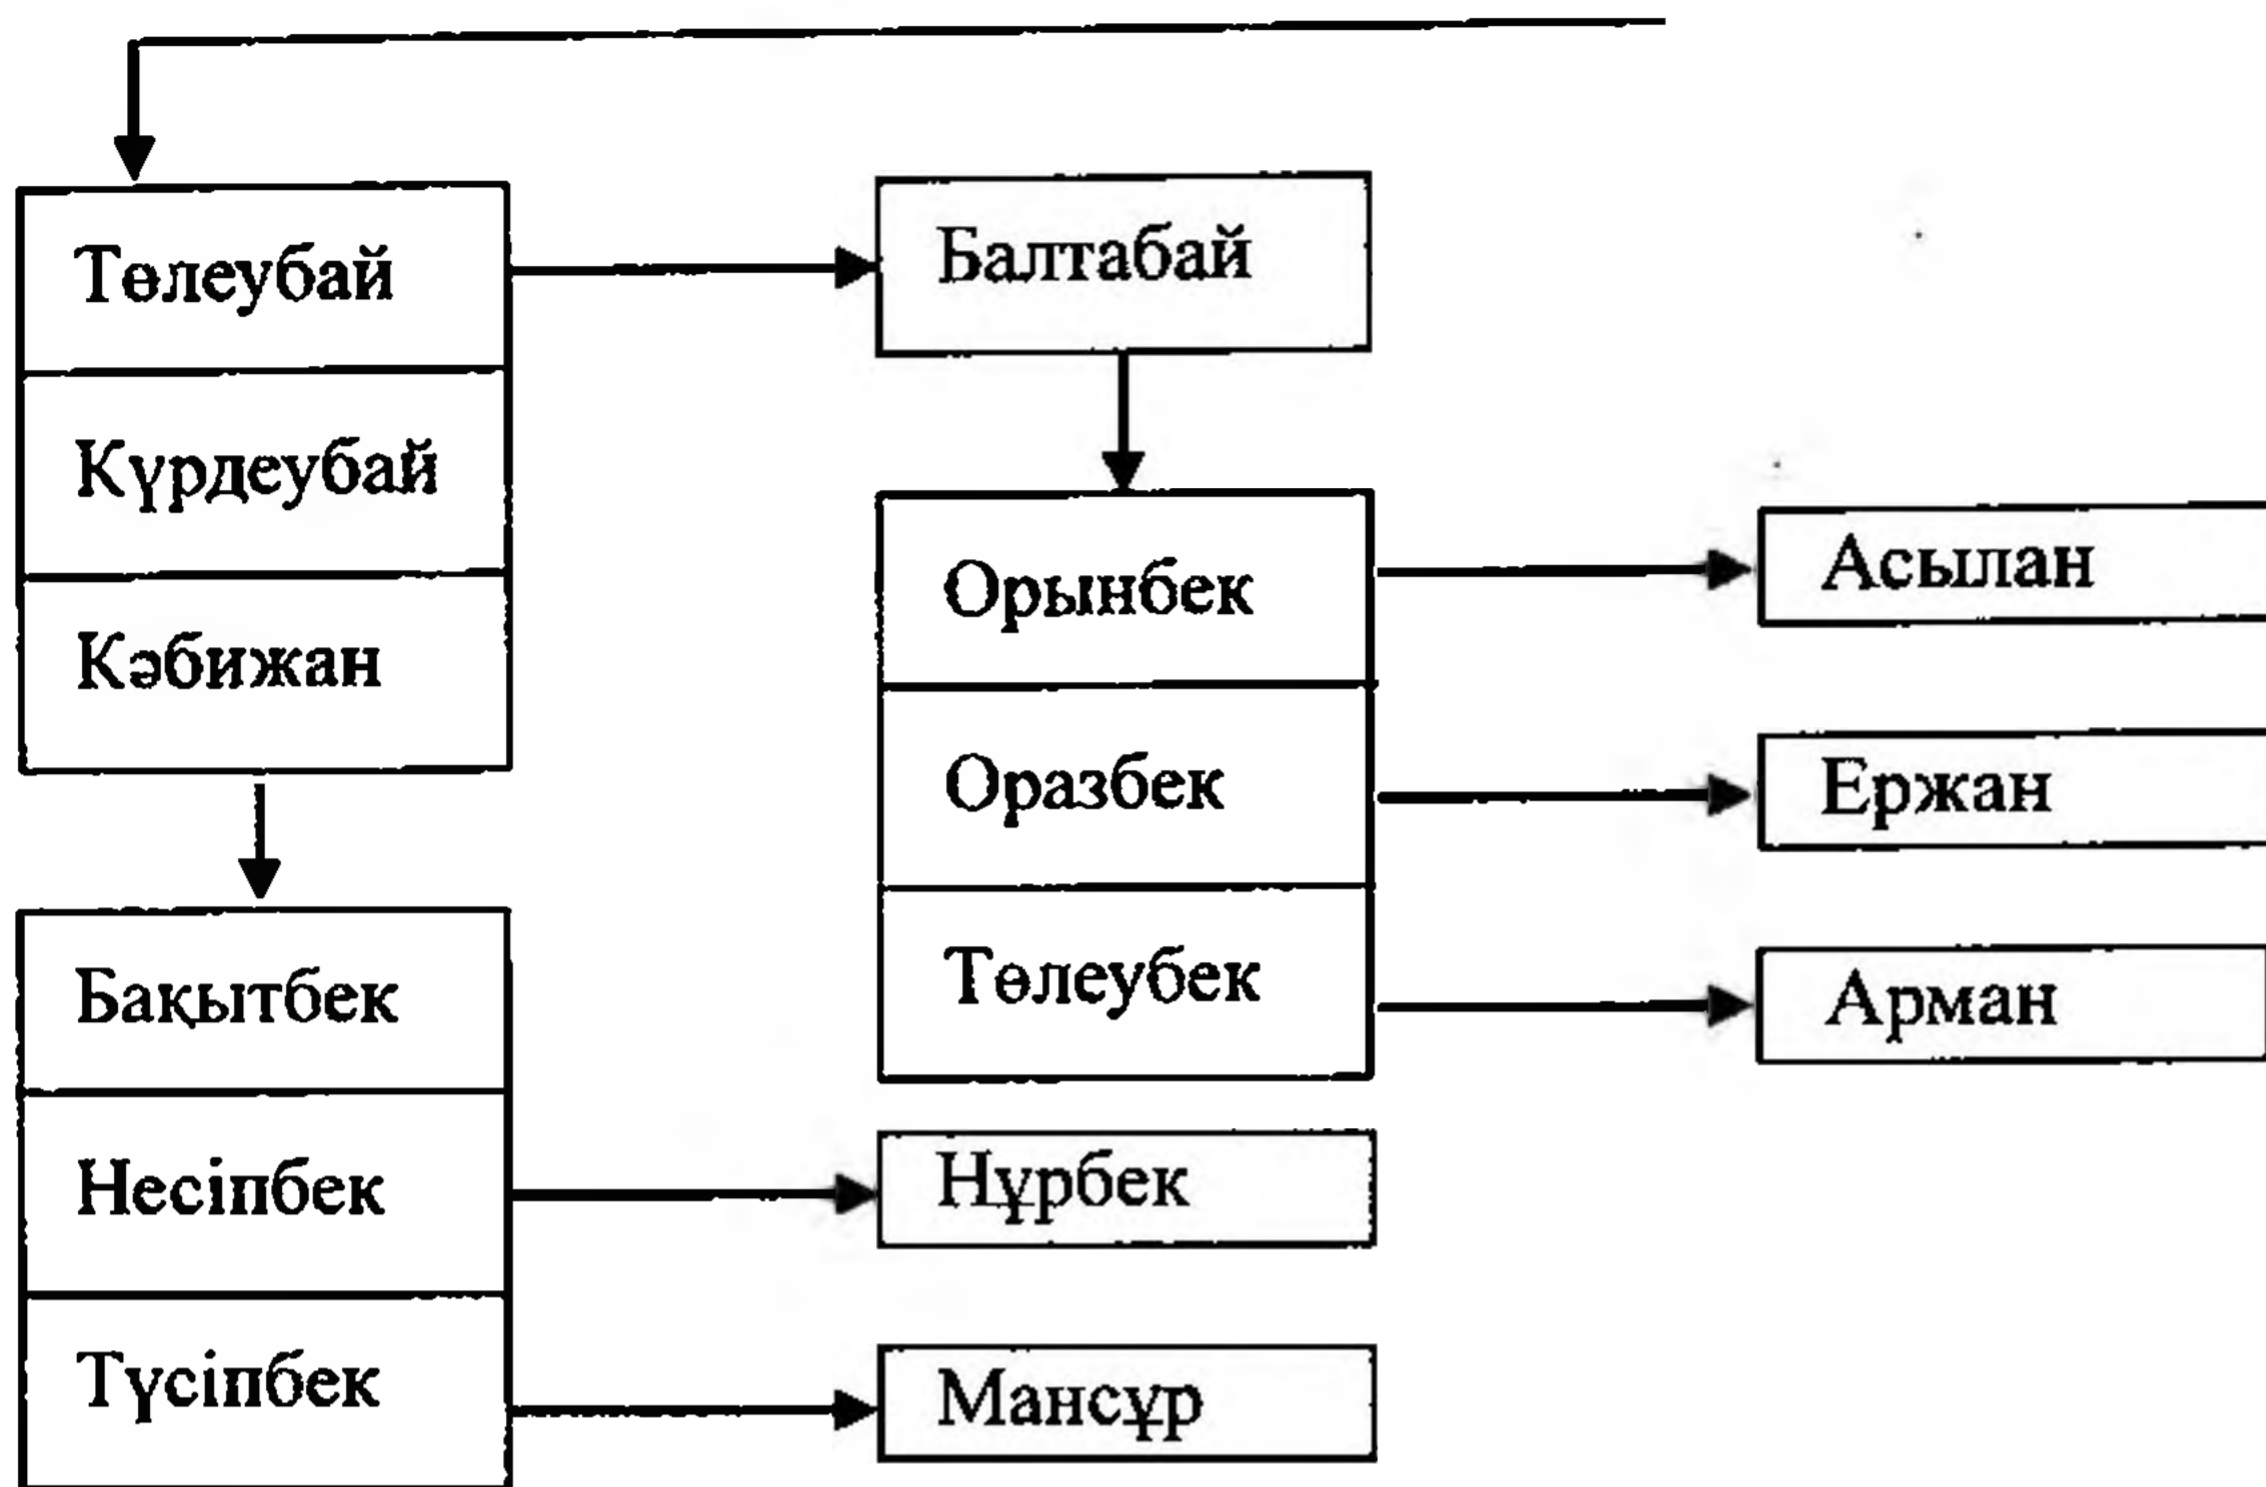 Төлеубай
Күрдеубай
Кәбижан
Балтабай
Орынбек
Оразбек
Төлеубек
Асылан
Ержан
Арман
Бақытбек
Несіпбек
Түсіпбек
Нұрбек
Мансұр